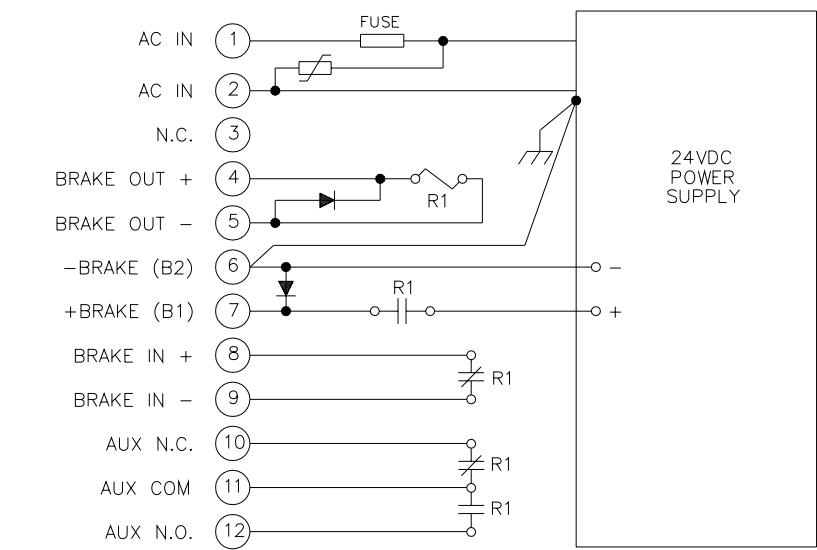 FUSE
AC IN 1
AC IN 2
N.C. 3
BRAKE OUT + 4
R1
BRAKE OUT - 5
-BRAKE (B2) 6
-
+BRAKE (B1) 7
R1
+
BRAKE IN + 8
R1
BRAKE IN - 9
AUX N.C. 10
R1
AUX COM 11
R1
AUX N.O. 12
24VDC
POWER
SUPPLY